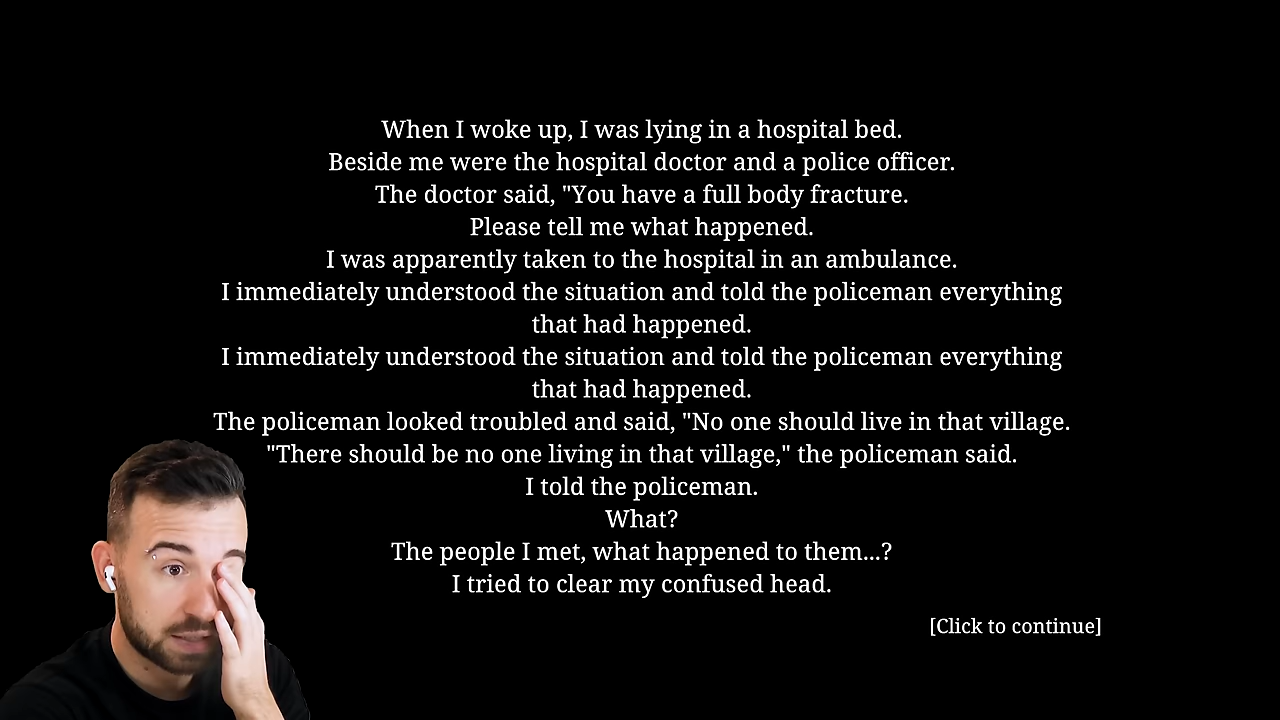 When I woke up, I was lying in a hospital bed.
Beside me were the hospital doctor and a police officer.
The doctor said, "You have a full body fracture.
Please tell me what happened.
I was apparently taken to the hospital in an ambulance.
I immediately understood the situation and told the policeman everything
that had happened.
I immediately understood the situation and told the policeman everything
that had happened.
The policeman looked troubled and said, "No one should live in that village.
"There should be no one living in that village," the policeman said.
I told the policeman.
What?
The people I met, what happened to them...?
I tried to clear my confused head.
[Click to continue]